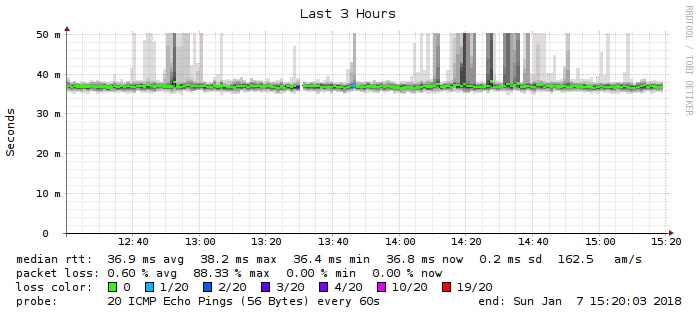 Last 3 Hours
RRDTOOL / TOBI OETIKER
Seconds
50 m
40 m
30 m
20 m
10 m
0
12:40 13:00 13:20 13:40 14:00 14:20 14:40 15:00 15:20
median rtt: 36.9 ms avg 38.2 ms max 36.4 ms min 36.8 ms now 0.2 ms sd 162.5 am/s
packet loss: 0.60 % avg 88.33 % max 0.00 % min 0.00 % now
loss color: 0 1/20 2/20 3/20 4/20 10/20 19/20
probe: 20 ICMP Echo Pings (56 Bytes) every 60s end: Sun Jan 7 15:20:03 2018